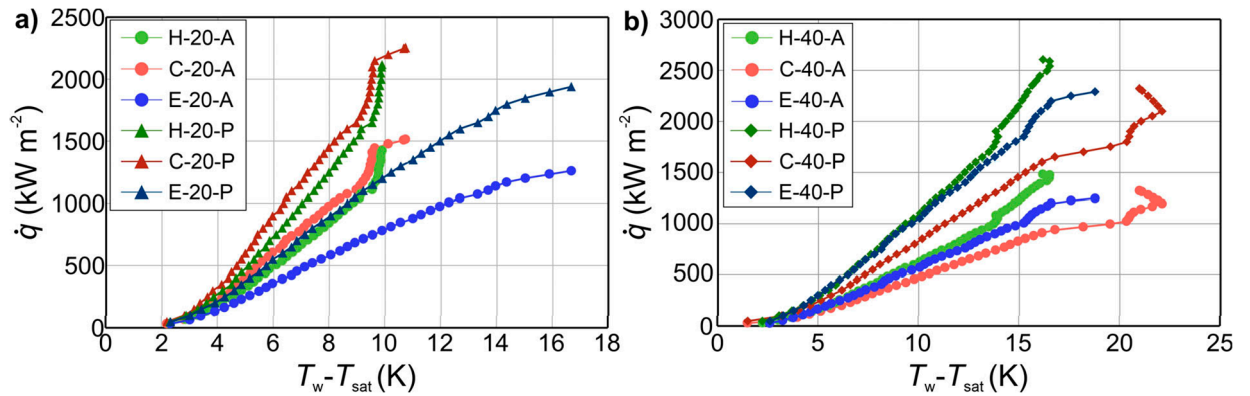 a)
2500
2000
1500
1000
500
0
q̇ (kW m⁻²)
H-20-A
C-20-A
E-20-A
H-20-P
C-20-P
E-20-P
0 2 4 6 8 10 12 14 16 18
Tw-Tsat (K)
b)
3000
2500
2000
1500
1000
500
0
q̇ (kW m⁻²)
H-40-A
C-40-A
E-40-A
H-40-P
C-40-P
E-40-P
0 5 10 15 20 25
Tw-Tsat (K)